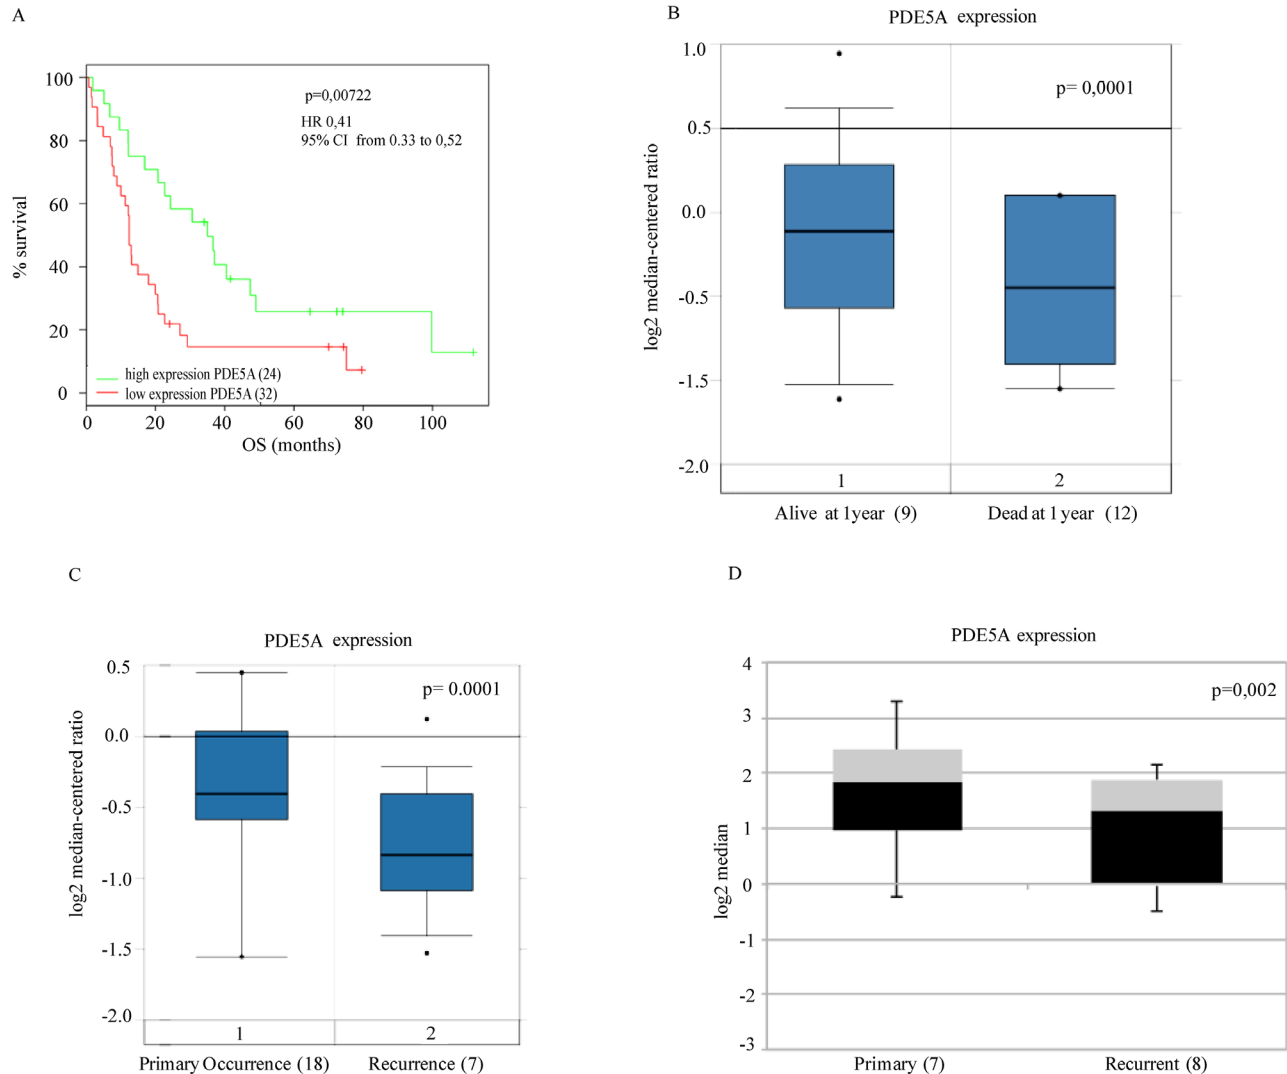 A
p=0,00722
HR 0,41
95% CI from 0.33 to 0,52
100
80
60
40
20
0
% survival
high expression PDE5A (24)
low expression PDE5A (32)
0 20 40 60 80 100
OS (months)
B
PDE5A expression
p= 0,0001
1.0
0.5
0.0
-0.5
-1.5
-2.0
log2 median-centered ratio
1 2
Alive at 1year (9) Dead at 1 year (12)
C
PDE5A expression
p= 0.0001
0.5
0.0
-0.5
-1.0
-1.5
-2.0
log2 median-centered ratio
1 2
Primary Occurrence (18) Recurrence (7)
D
PDE5A expression
p=0,002
4
3
2
1
0
-1
-2
-3
log2 median
Primary (7) Recurrent (8)